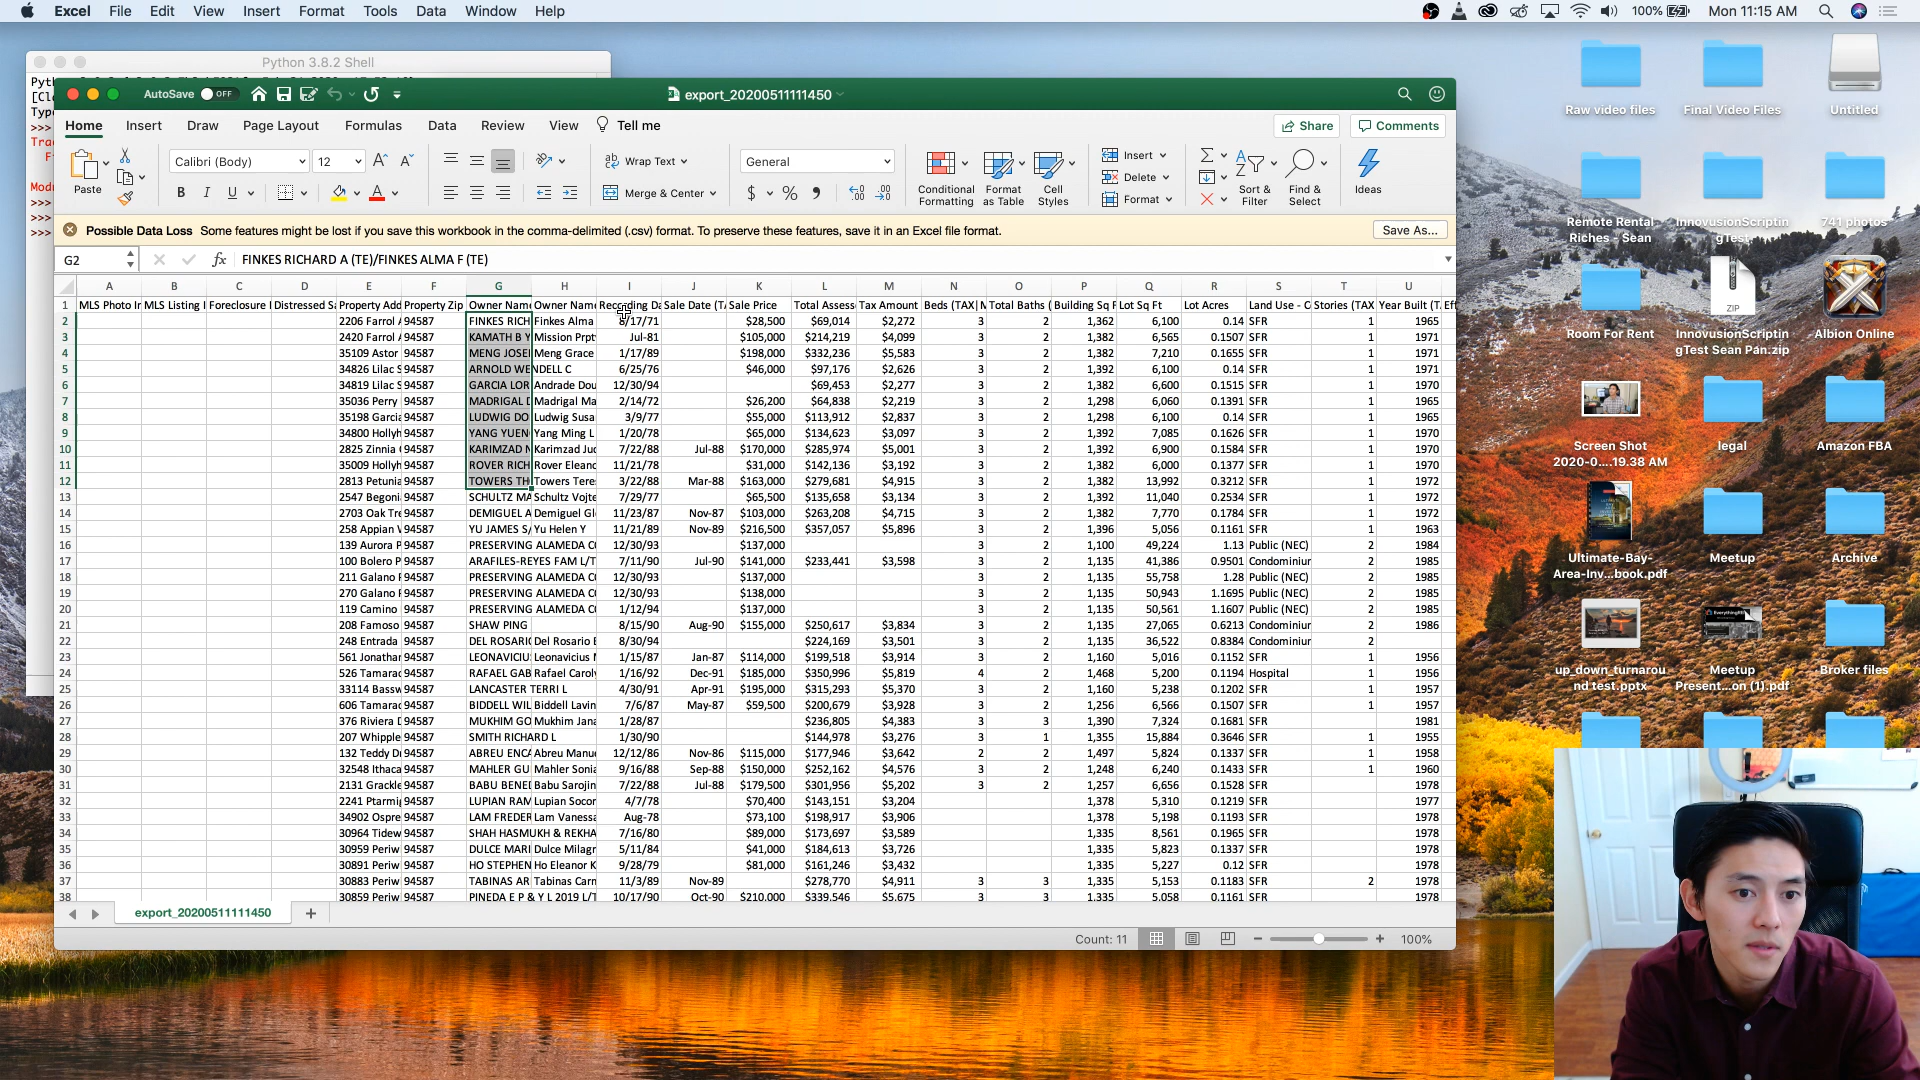 Excel File Edit View Insert Format Tools Data Window Help
100% Mon 11:15 AM
Python 3.8.2 Shell
AutoSave OFF
export_20200511111450
Home Insert Draw Page Layout Formulas Data Review View Tell me
Share Comments
Paste
Calibri (Body) 12
B I U
ab Wrap Text
Merge & Center
General
$ %
Conditional Formatting
Format as Table
Cell Styles
Insert
Delete
Format
Sort & Filter
Find & Select
Ideas
Possible Data Loss Some features might be lost if you save this workbook in the comma-delimited (.csv) format. To preserve these features, save it in an Excel file format.
Save As...
G2 fx FINKES RICHARD A (TE)/FINKES ALMA F (TE)
A B C D E F G H I J K L M N O P Q R S T U
1 MLS Photo MLS Listing Foreclosure Distressed Property Add Property Zip Owner Name Owner Name Recording Da Sale Date (TA Sale Price Total Assess Tax Amount Beds (TAX) Total Baths ( Building Sq F Lot Sq Ft Lot Acres Land Use - C Stories (TAX Year Built (T
2 2206 Farrol 94587 FINKES RICH Finkes Alma 8/17/71 $28,500 $69,014 $2,272 3 2 1,362 6,100 0.14 SFR 1 1965
3 2420 Farrol 94587 KAMATH B Y Mission Prpt Jul-81 $105,000 $214,219 $4,099 3 2 1,382 6,565 0.1507 SFR 1 1971
4 35109 Astor 94587 MENG JOSE Meng Grace 1/17/89 $198,000 $332,236 $5,583 3 2 1,382 7,210 0.1655 SFR 1 1971
5 34826 Lilac S 94587 ARNOLD WENDELL C 6/25/76 $46,000 $97,176 $2,626 3 2 1,392 6,100 0.14 SFR 1 1971
6 34819 Lilac S 94587 GARCIA LOR Andrade Dou 12/30/94 $69,453 $2,277 3 2 1,382 6,600 0.1515 SFR 1 1970
7 35036 Perry 94587 MADRIGAL Madrigal Ma 2/14/72 $26,200 $64,838 $2,219 3 2 1,298 6,060 0.1391 SFR 1 1965
8 35198 Garcia 94587 LUDWIG DO Ludwig Susa 3/9/77 $55,000 $113,912 $2,837 3 2 1,298 6,100 0.14 SFR 1 1965
9 34800 Hollyh 94587 YANG YUEN Yang Ming L 1/20/78 $65,000 $134,623 $3,097 3 2 1,392 7,085 0.1626 SFR 1 1970
10 2825 Zinnia 94587 KARIMZAD Karimzad Juc 7/22/88 Jul-88 $170,000 $285,974 $5,001 3 2 1,392 6,900 0.1584 SFR 1 1970
11 35009 Hollyh 94587 ROVER RICH Rover Eleanc 11/21/78 $31,000 $142,136 $3,192 3 2 1,382 6,000 0.1377 SFR 1 1970
12 2813 Petunia 94587 TOWERS TH Towers Tere 3/22/88 Mar-88 $163,000 $279,681 $4,915 3 2 1,382 13,992 0.3212 SFR 1 1972
13 2547 Begoni 94587 SCHULTZ MA Schultz Vojte 7/29/77 $65,500 $135,658 $3,134 3 2 1,392 11,040 0.2534 SFR 1 1972
14 2703 Oak Tre 94587 DEMIGUEL A Demiguel Gl 11/23/87 Nov-87 $103,000 $263,208 $4,715 3 2 1,382 7,770 0.1784 SFR 1 1972
15 258 Appian 94587 YU JAMES S/ Yu Helen Y 11/21/89 Nov-89 $216,500 $357,057 $5,896 3 2 1,396 5,056 0.1161 SFR 1 1963
16 139 Aurora P 94587 PRESERVING ALAMEDA CO 12/30/93 $137,000 3 2 1,100 49,224 1.13 Public (NEC) 2 1984
17 100 Bolero P 94587 ARAFILES-REYES FAM L/T 7/11/90 Jul-90 $141,000 $233,441 $3,598 3 2 1,135 41,386 0.9501 Condominiur 2 1985
18 211 Galano 94587 PRESERVING ALAMEDA CO 12/30/93 $137,000 3 2 1,135 55,758 1.28 Public (NEC) 2 1985
19 270 Galano 94587 PRESERVING ALAMEDA CO 12/30/93 $138,000 3 2 1,135 50,943 1.1695 Public (NEC) 2 1985
20 119 Camino 94587 PRESERVING ALAMEDA CO 1/12/94 $137,000 3 2 1,135 50,561 1.1607 Public (NEC) 2 1985
21 208 Famoso 94587 SHAW PING 8/15/90 Aug-90 $155,000 $250,617 $3,834 3 2 1,135 27,065 0.6213 Condominiur 2 1986
22 248 Entrada 94587 DEL ROSARIO Del Rosario E 8/30/94 $224,169 $3,501 3 2 1,135 36,522 0.8384 Condominiur 2
23 561 Jonathar 94587 LEONAVICIU Leonavicius 1/15/87 Jan-87 $114,000 $199,518 $3,914 3 2 1,160 5,016 0.1152 SFR 1 1956
24 526 Tamarac 94587 RAFAEL GAB Rafael Caroly 1/16/92 Dec-91 $185,000 $350,996 $5,819 4 2 1,468 5,200 0.1194 Hospital 1 1956
25 33114 Bassw 94587 LANCASTER TERRI L 4/30/91 Apr-91 $195,000 $315,293 $5,370 3 2 1,160 5,238 0.1202 SFR 1 1957
26 606 Tamarac 94587 BIDDELL WIL Biddell Lavin 7/6/87 May-87 $59,500 $200,679 $3,928 3 2 1,256 6,566 0.1507 SFR 1 1957
27 376 Riviera 94587 MUKHIM GO Mukhim Jana 1/28/87 $236,805 $4,383 3 3 1,390 7,324 0.1681 SFR 1981
28 207 Whipple 94587 SMITH RICHARD L 1/30/90 $144,978 $3,276 3 1 1,355 15,884 0.3646 SFR 1 1955
29 132 Teddy Dr 94587 ABREU ENCA Abreu Manue 12/12/86 Nov-86 $115,000 $177,946 $3,642 2 2 1,497 5,824 0.1337 SFR 1 1958
30 32548 Ithaca 94587 MAHLER GU Mahler Sonia 9/16/88 Sep-88 $150,000 $252,162 $4,576 3 2 1,248 6,240 0.1433 SFR 1 1960
31 2131 Grackle 94587 BABU BENE Babu Sarojin 7/22/88 Jul-88 $179,500 $301,956 $5,202 3 2 1,257 6,656 0.1528 SFR 1978
32 2241 Ptarmig 94587 LUPIAN RAM Lupian Socor 4/7/78 $70,400 $143,151 $3,204 1,378 5,310 0.1219 SFR 1977
33 34902 Ospre 94587 LAM FREDER Lam Vanessa Aug-78 $73,100 $198,917 $3,906 1,378 5,198 0.1193 SFR 1978
34 30964 Tidew 94587 SHAH HASMUKH & REKHA 7/16/80 $89,000 $173,697 $3,589 1,335 8,561 0.1965 SFR 1978
35 30959 Periw 94587 DULCE MARI Dulce Milagr 5/11/84 $41,000 $184,613 $3,726 1,335 5,823 0.1337 SFR 1978
36 30891 Periw 94587 HO STEPHEN Ho Eleanor K 9/28/79 $81,000 $161,246 $3,432 1,335 5,227 0.12 SFR 1978
37 30883 Periw 94587 TABINAS AR Tabinas Carn 11/3/89 Nov-89 $278,770 $4,911 3 3 1,335 5,153 0.1183 SFR 2 1978
38 30859 Periw 94587 PINEDA E P & Y L 2019 L/T 10/17/90 Oct-90 $210,000 $339,546 $5,675 3 3 1,335 5,058 0.1161 SFR 1978
export_20200511111450
Count: 11 100%
Raw video files
Final Video Files
Untitled
Remote Rental Riches - Sean
InnovusionScriptingTest
741 photos
Room For Rent
ZIP
InnovusionScriptingTest Sean Pan.zip
Albion Online
Screen Shot 2020-0....19.38 AM
legal
Amazon FBA
Ultimate-Bay-Area-Inv...book.pdf
Meetup
Archive
up_down_turnaround test.pptx
Meetup Present...on (1).pdf
Broker files